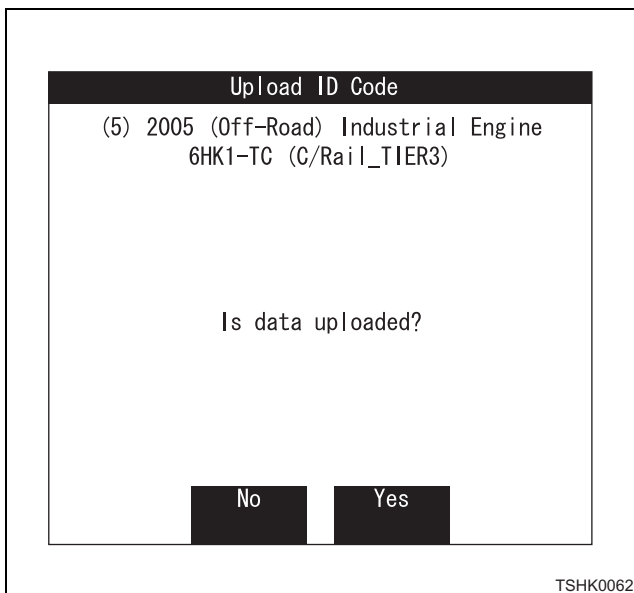 Upload ID Code
(5) 2005 (Off-Road) Industrial Engine
6HK1-TC (C/Rail_TIER3)
Is data uploaded?
No Yes
TSHK0062